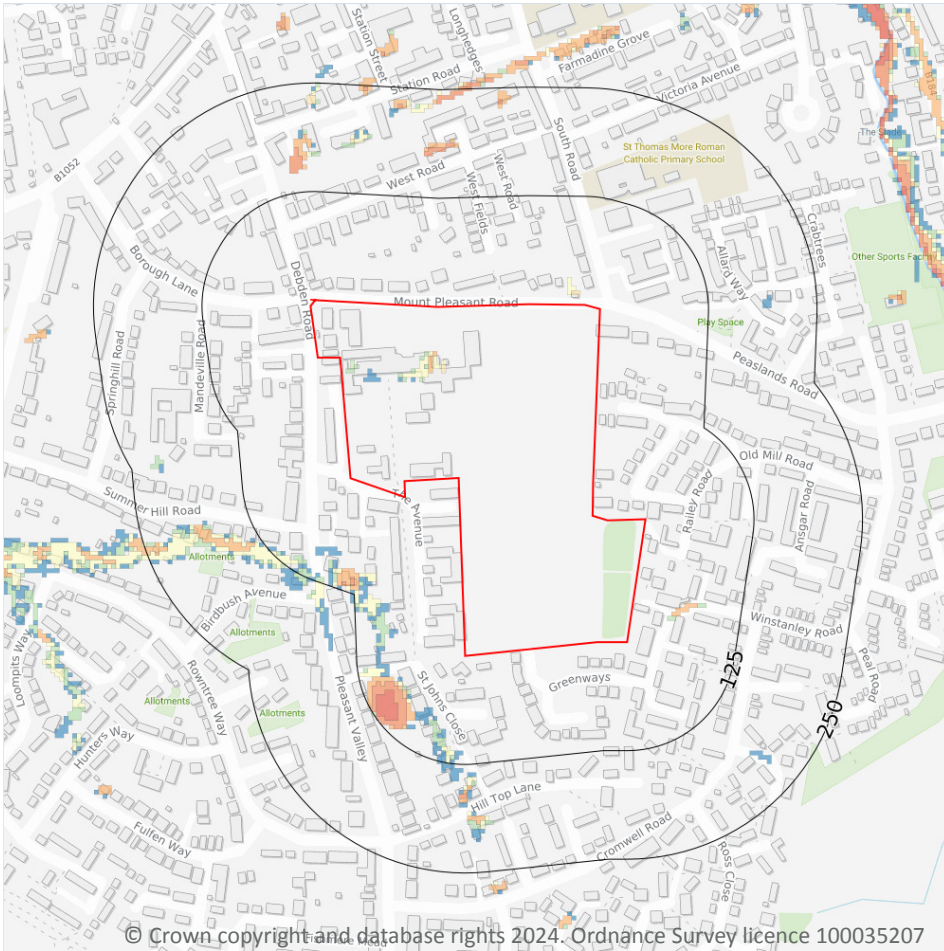 Station Street
Longhedges
Station Road
Farmadine Grove
Victoria Avenue
B184
The Slade
South Road
St Thomas More Roman
Catholic Primary School
B1052
West Road
West Road
West Fields
Crabtrees
Borough Lane
Debden Road
Allard Way
Other Sports Facility
Mount Pleasant Road
Play Space
Springhill Road
Mandeville Road
Peaslands Road
Old Mill Road
Summer Hill Road
The Avenue
Railey Road
Ansgar Road
Allotments
Birdbush Avenue
Allotments
Winstanley Road
Loompits Way
Rowntree Way
Pleasant Valley
St Johns Close
Greenways
125
Pearl Road
Allotments
Allotments
250
Hunters Way
Hill Top Lane
Fulfen Way
Cromwell Road
Ross Close
© Crown copyright and database rights 2024. Ordnance Survey licence 100035207